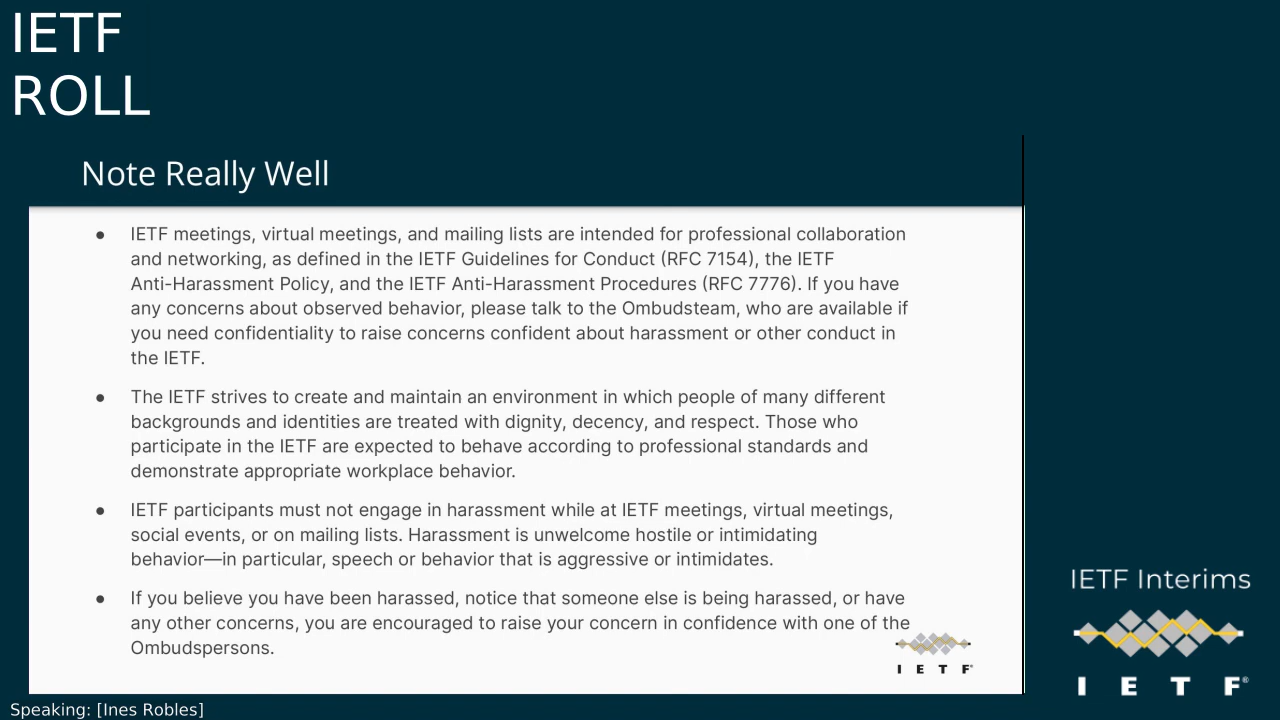 IETF
ROLL
Note Really Well
● IETF meetings, virtual meetings, and mailing lists are intended for professional collaboration
and networking, as defined in the IETF Guidelines for Conduct (RFC 7154), the IETF
Anti-Harassment Policy, and the IETF Anti-Harassment Procedures (RFC 7776). If you have
any concerns about observed behavior, please talk to the Ombudsteam, who are available if
you need confidentiality to raise concerns confident about harassment or other conduct in
the IETF.
● The IETF strives to create and maintain an environment in which people of many different
backgrounds and identities are treated with dignity, decency, and respect. Those who
participate in the IETF are expected to behave according to professional standards and
demonstrate appropriate workplace behavior.
● IETF participants must not engage in harassment while at IETF meetings, virtual meetings,
social events, or on mailing lists. Harassment is unwelcome hostile or intimidating
behavior—in particular, speech or behavior that is aggressive or intimidates.
● If you believe you have been harassed, notice that someone else is being harassed, or have
any other concerns, you are encouraged to raise your concern in confidence with one of the
Ombudspersons.
I E T F
IETF Interims
I E T F®
Speaking: [Ines Robles]